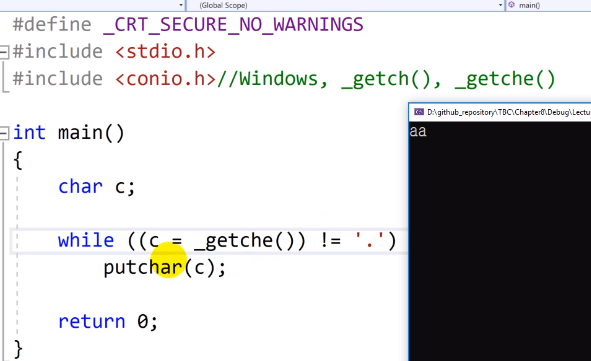 (Global Scope) main()
#define _CRT_SECURE_NO_WARNINGS
#include <stdio.h>
#include <conio.h>//Windows, _getch(), _getche()
D:\github_repository\TBC\Chapter8\Debug\Lectu
aa
int main()
{
char c;
while ((c = _getche()) != '.')
putchar(c);
return 0;
}